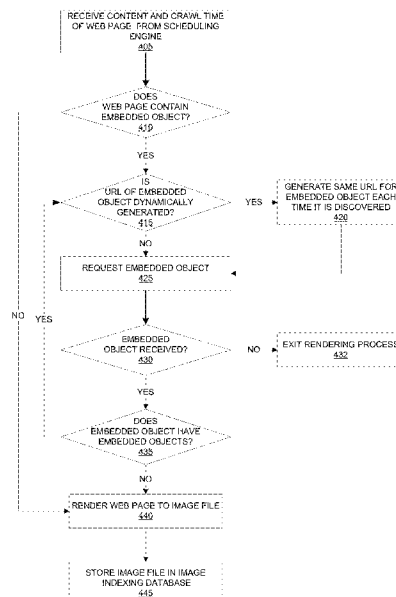 RECEIVE CONTENT AND CRAWL TIME
OF WEB PAGE FROM SCHEDULING
ENGINE
405
DOES
WEB PAGE CONTAIN
EMBEDDED OBJECT?
410
YES
IS
URL OF EMBEDDED
OBJECT DYNAMICALLY
GENERATED?
415
YES
GENERATE SAME URL FOR
EMBEDDED OBJECT EACH
TIME IT IS DISCOVERED
420
NO
REQUEST EMBEDDED OBJECT
425
NO
YES
EMBEDDED
OBJECT RECEIVED?
430
NO
EXIT RENDERING PROCESS
432
YES
DOES
EMBEDDED OBJECT HAVE
EMBEDDED OBJECTS?
435
NO
RENDER WEB PAGE TO IMAGE FILE
440
STORE IMAGE FILE IN IMAGE
INDEXING DATABASE
445